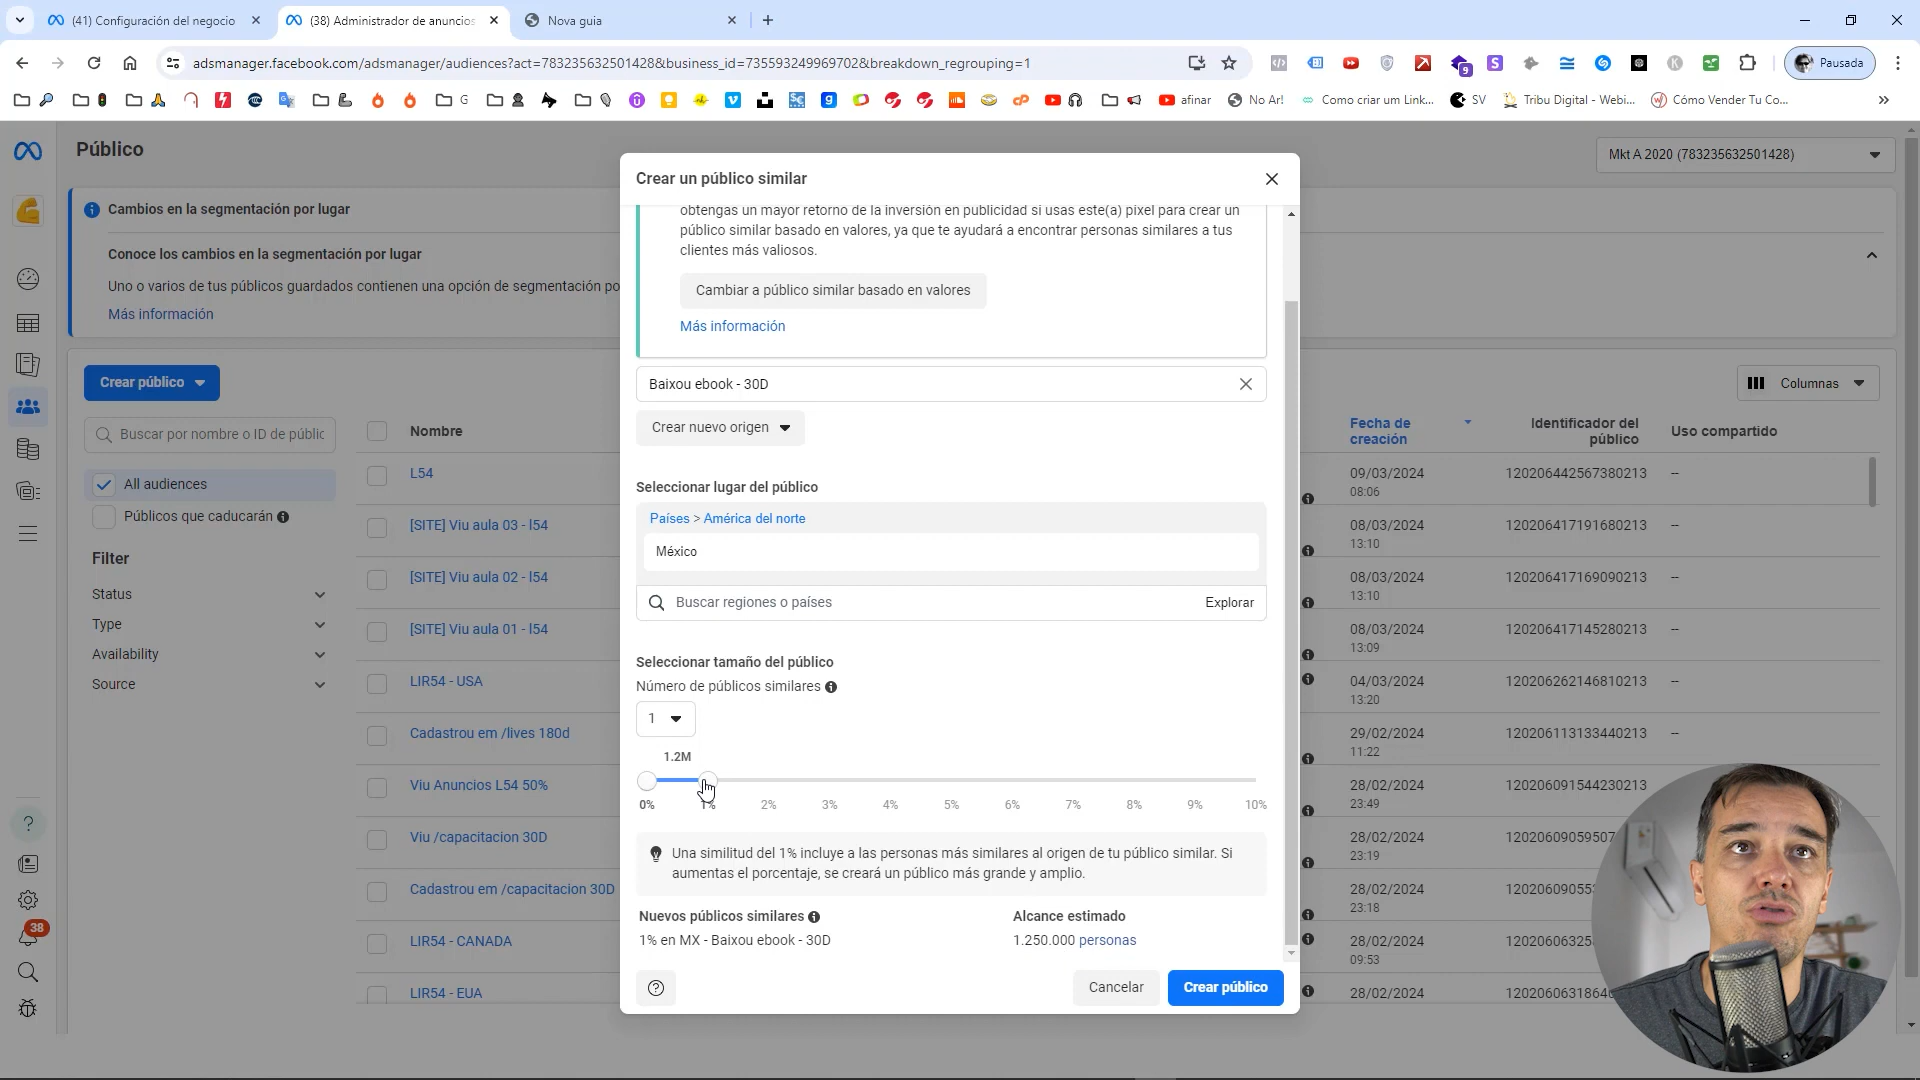 (41) Configuración del negocio
(38) Administrador de anuncios
Nova guia
adsmanager.facebook.com/adsmanager/audiences?act=783235632501428&business_id=735593249969702&breakdown_regrouping=1
9
Pausada
G
afinar
No Ar!
Como criar um Link...
SV
Tribu Digital - Webi...
Cómo Vender Tu Co...
Público
Mkt A 2020 (783235632501428)
Cambios en la segmentación por lugar
Conoce los cambios en la segmentación por lugar
Uno o varios de tus públicos guardados contienen una opción de segmentación po
Más información
Crear público
Buscar por nombre o ID de públic
All audiences
Públicos que caducarán
Filter
Status
Type
Availability
Source
38
Nombre
L54
[SITE] Viu aula 03 - l54
[SITE] Viu aula 02 - l54
[SITE] Viu aula 01 - l54
LIR54 - USA
Cadastrou em /lives 180d
Viu Anuncios L54 50%
Viu /capacitacion 30D
Cadastrou em /capacitacion 30D
LIR54 - CANADA
LIR54 - EUA
Crear un público similar
obtengas un mayor retorno de la inversión en publicidad si usas este(a) píxel para crear un
público similar basado en valores, ya que te ayudará a encontrar personas similares a tus
clientes más valiosos.
Cambiar a público similar basado en valores
Más información
Baixou ebook - 30D
Crear nuevo origen
Seleccionar lugar del público
Países > América del norte
México
Buscar regiones o países
Explorar
Seleccionar tamaño del público
Número de públicos similares
1
1.2M
0% 1% 2% 3% 4% 5% 6% 7% 8% 9% 10%
Una similitud del 1% incluye a las personas más similares al origen de tu público similar. Si
aumentas el porcentaje, se creará un público más grande y amplio.
Nuevos públicos similares
Alcance estimado
1% en MX - Baixou ebook - 30D
1.250.000 personas
Cancelar
Crear público
Columnas
Fecha de creación
Identificador del público
Uso compartido
09/03/2024 120206442567380213 --
08:06
08/03/2024 120206417191680213 --
13:10
08/03/2024 120206417169090213 --
13:10
08/03/2024 120206417145280213 --
13:09
04/03/2024 120206262146810213 --
13:20
29/02/2024 120206113133440213 --
11:22
28/02/2024 120206091544230213
23:49
28/02/2024 12020609059507
23:19
28/02/2024 120206090553
23:18
28/02/2024 120206063258
09:53
28/02/2024 12020606318640